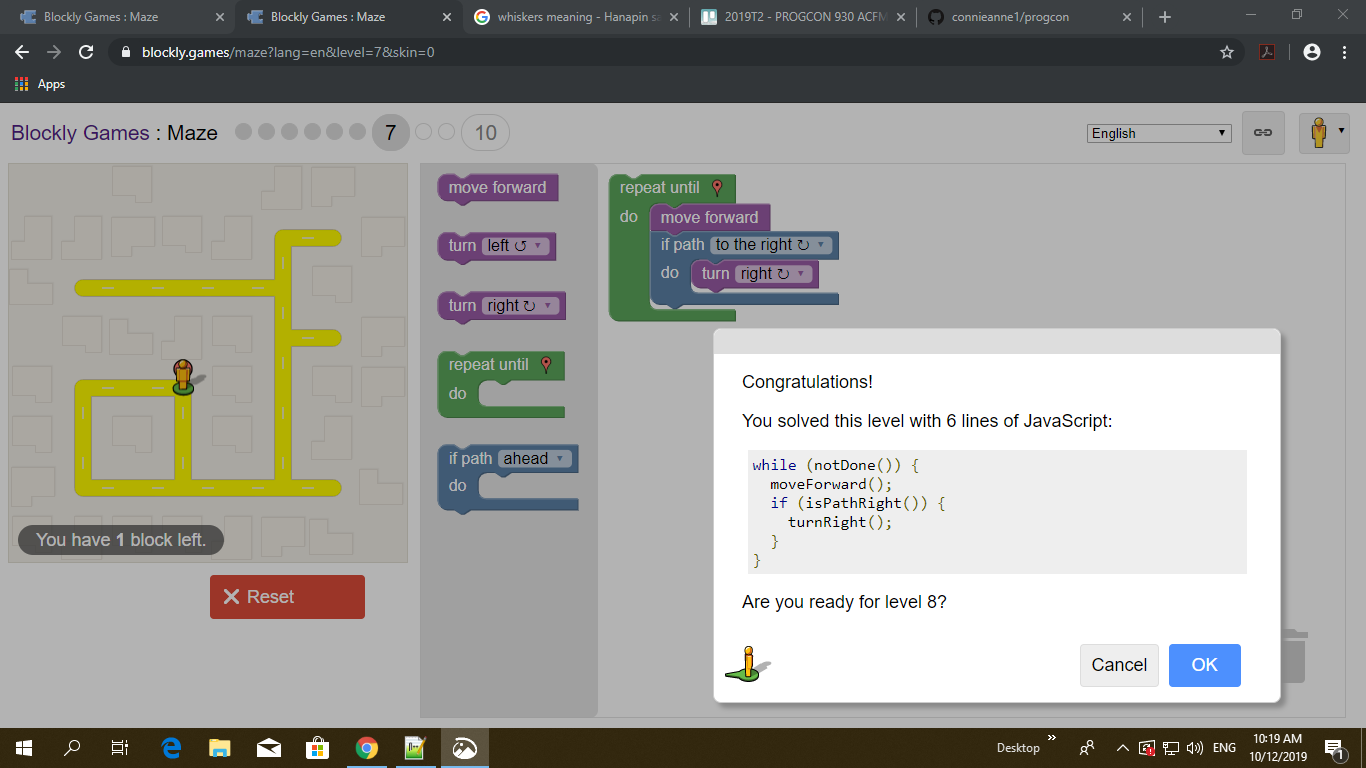 Blockly Games : Maze
Blockly Games : Maze
whiskers meaning - Hanapin sa
2019T2 - PROGCON 930 ACFM
connieanne1/progcon
blockly.games/maze?lang=en&level=7&skin=0
Apps
Blockly Games : Maze 7 10
English
move forward
turn left
turn right
repeat until
do
if path ahead
do
repeat until
do move forward
if path to the right
do turn right
You have 1 block left.
Reset
Congratulations!
You solved this level with 6 lines of JavaScript:
while (notDone()) {
moveForward();
if (isPathRight()) {
turnRight();
}
}
Are you ready for level 8?
Cancel OK
Desktop
ENG
10:19 AM
10/12/2019
1